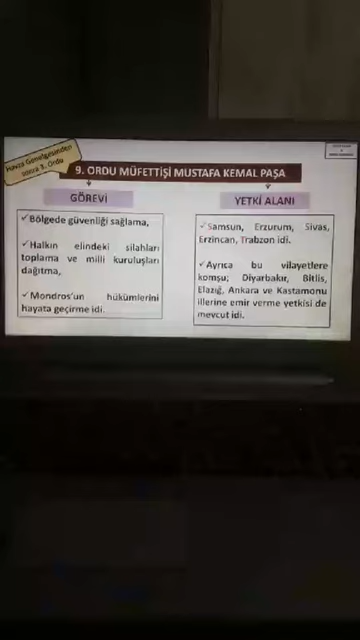 Havza Genelgesinden
sonra 3. Ordu
9. ORDU MÜFETTİŞİ MUSTAFA KEMAL PAŞA
GÖREVİ
✓Bölgede güvenliği sağlama,
✓Halkın elindeki silahları
toplama ve milli kuruluşları
dağıtma,
✓Mondros'un hükümlerini
hayata geçirme idi.
YETKİ ALANI
✓Samsun, Erzurum, Sivas,
Erzincan, Trabzon idi.
✓Ayrıca bu vilayetlere
komşu; Diyarbakır, Bitlis,
Elazığ, Ankara ve Kastamonu
illerine emir verme yetkisi de
mevcut idi.